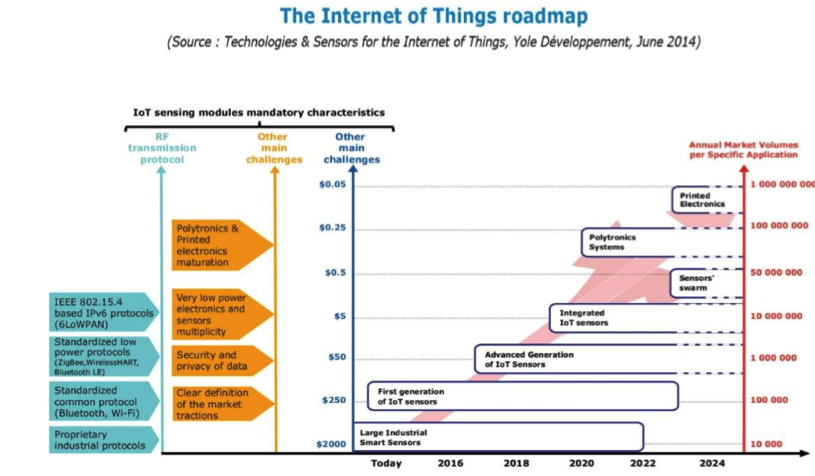 The Internet of Things roadmap
(Source : Technologies & Sensors for the Internet of Things, Yole Développement, June 2014)
IoT sensing modules mandatory characteristics
RF
transmission
protocol
Other
main
challenges
Other
main
challenges
Annual Market Volumes
per Specific Application
IEEE 802.15.4
based IPv6 protocols
(6LoWPAN)
Standardized low
power protocols
(ZigBee,WirelessHART,
Bluetooth LE)
Standardized
common protocol
(Bluetooth, Wi-Fi)
Proprietary
industrial protocols
Polytronics &
Printed
electronics
maturation
Very low power
electronics and
sensors
multiplicity
Security and
privacy of data
Clear definition
of the market
tractions
$0.05
$0.25
$0.5
$5
$50
$250
$2000
Printed
Electronics
Polytronics
Systems
Sensors'
swarm
Integrated
IoT sensors
Advanced Generation
of IoT Sensors
First generation
of IoT sensors
Large Industrial
Smart Sensors
1 000 000 000
100 000 000
50 000 000
10 000 000
1 000 000
100 000
10 000
Today 2016 2018 2020 2022 2024